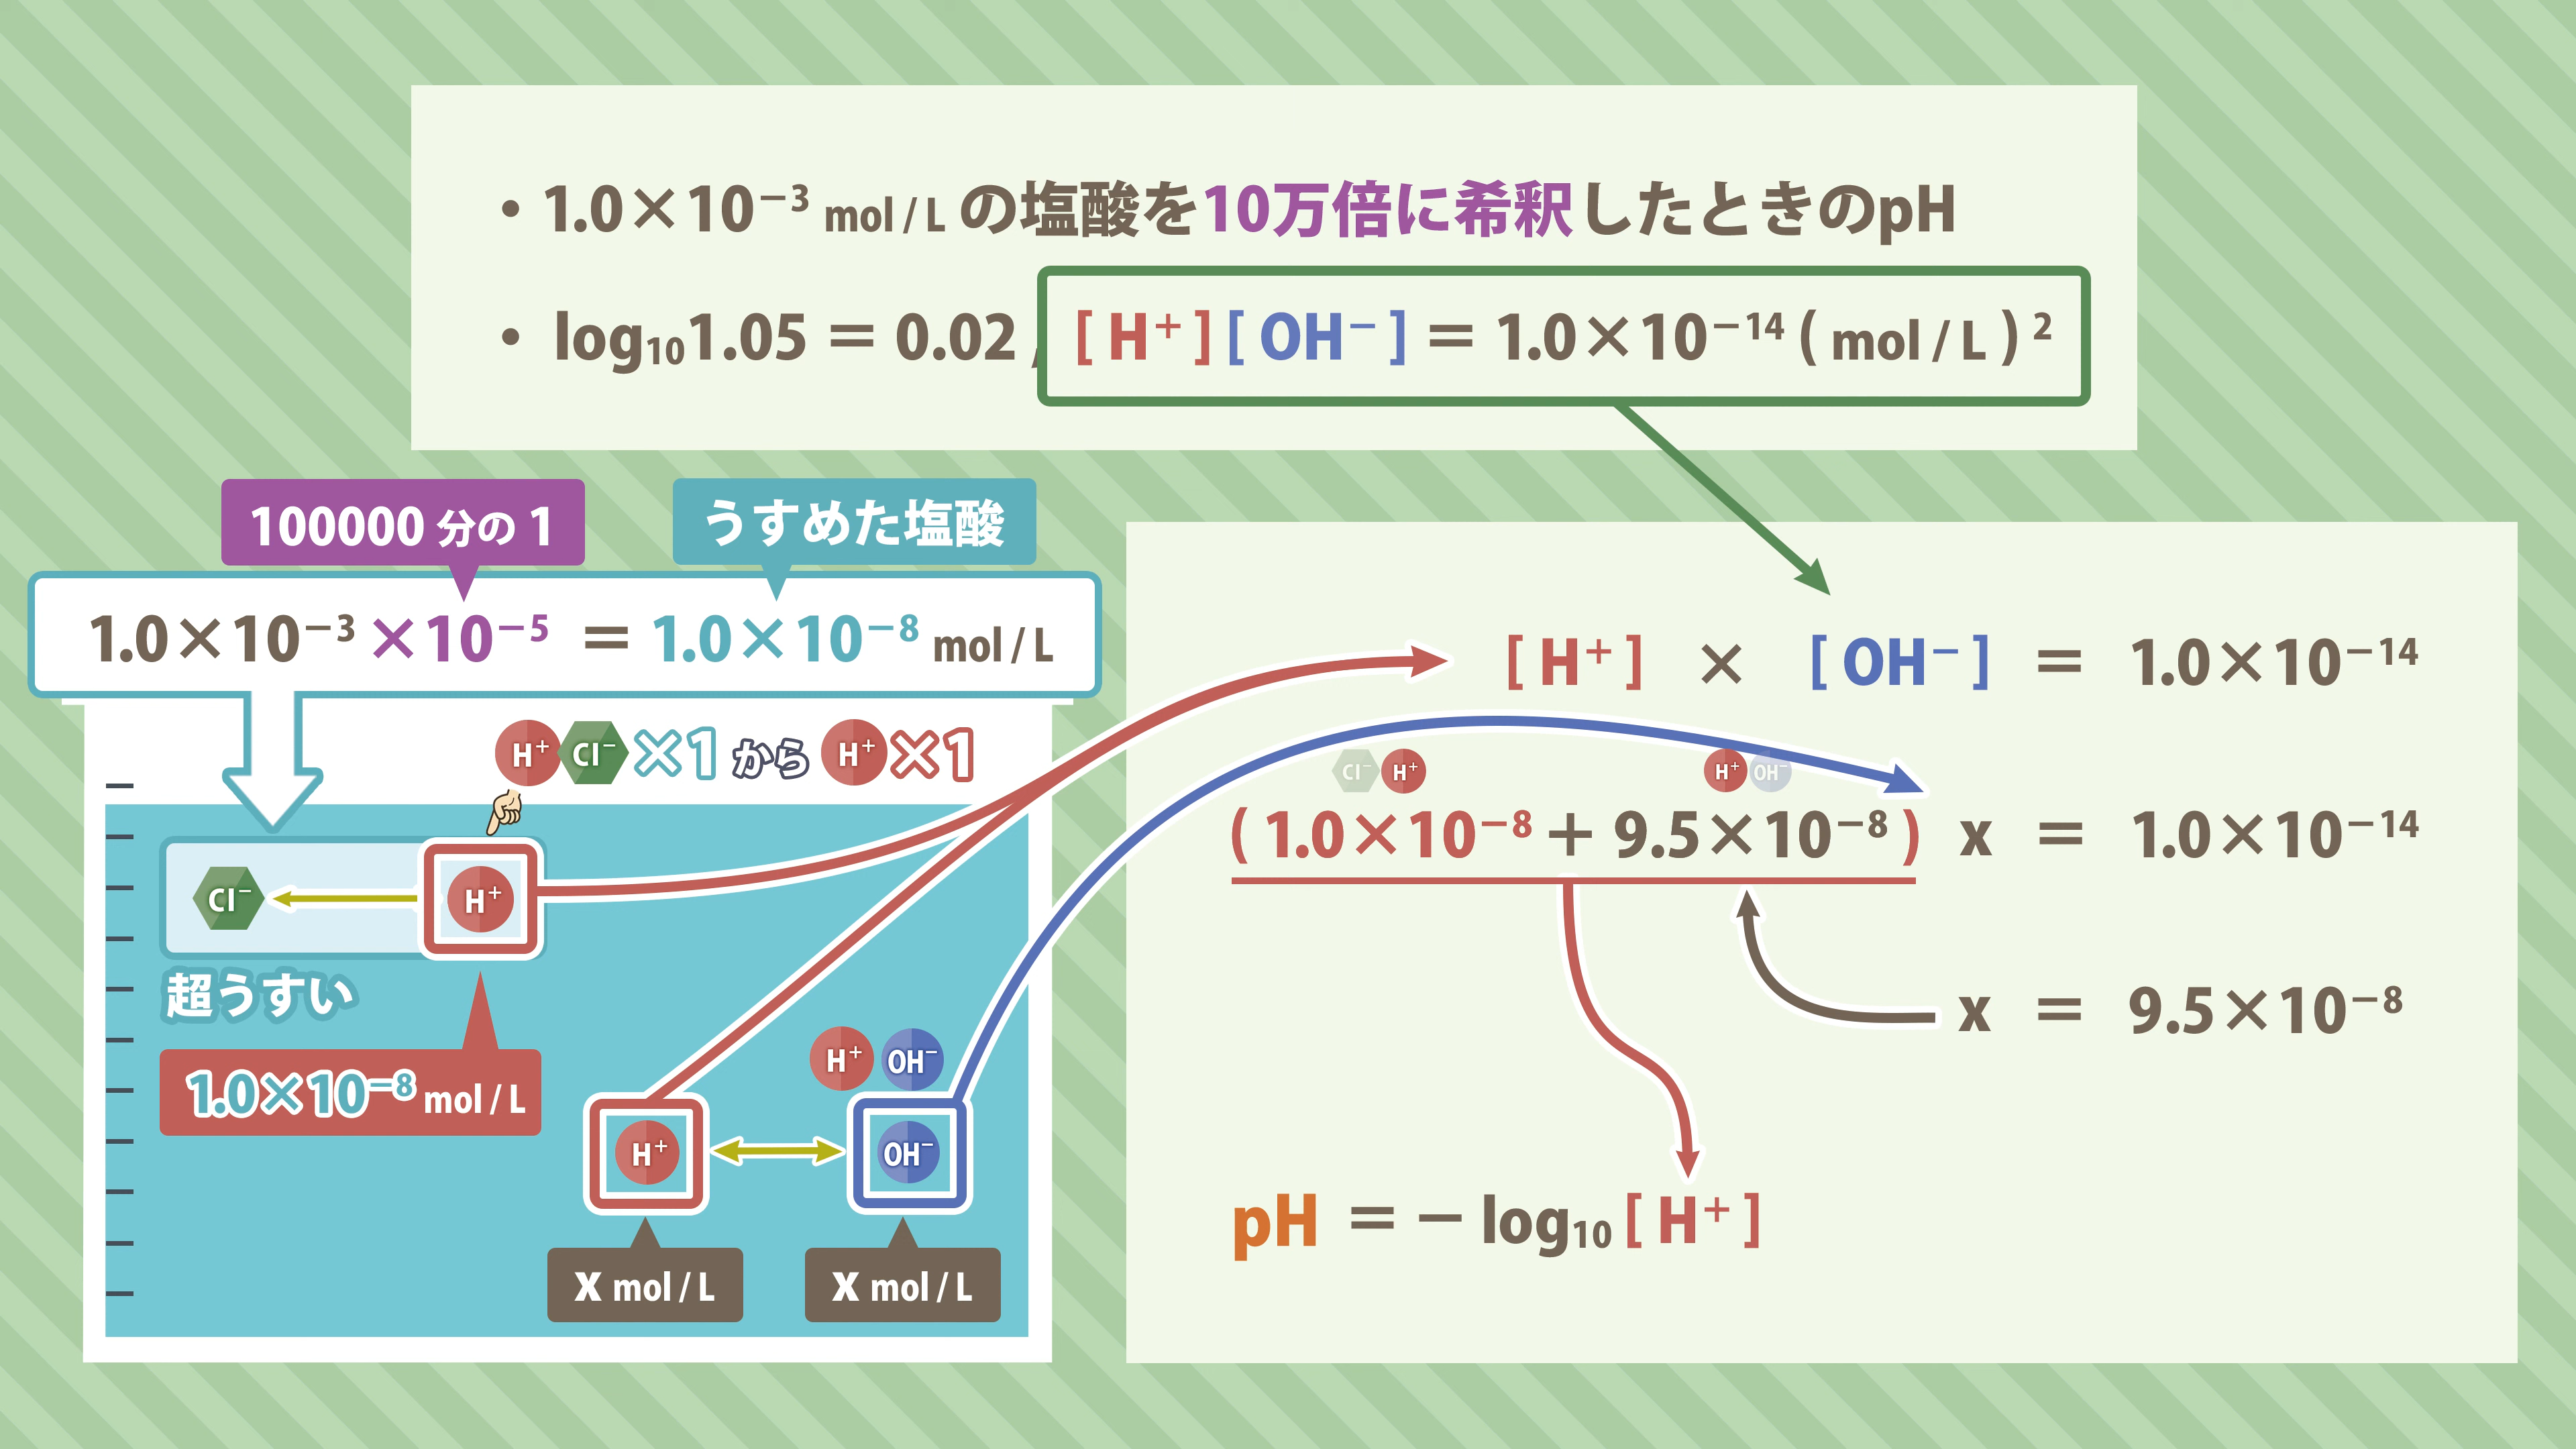 ・1.0×10⁻³ mol / L の塩酸を10万倍に希釈したときのpH
・log₁₀1.05 = 0.02 , [ H⁺ ] [ OH⁻ ] = 1.0×10⁻¹⁴ ( mol / L ) ²
100000 分の 1
うすめた塩酸
1.0×10⁻³ ×10⁻⁵ = 1.0×10⁻⁸ mol / L
H⁺ Cl⁻ ×1 から H⁺ ×1
Cl⁻ H⁺
超うすい
1.0×10⁻⁸ mol / L
H⁺ OH⁻
H⁺ OH⁻
x mol / L x mol / L
[ H⁺ ] × [ OH⁻ ] = 1.0×10⁻¹⁴
Cl⁻ H⁺ H⁺ OH⁻
( 1.0×10⁻⁸ + 9.5×10⁻⁸ ) x = 1.0×10⁻¹⁴
x = 9.5×10⁻⁸
pH = − log₁₀ [ H⁺ ]